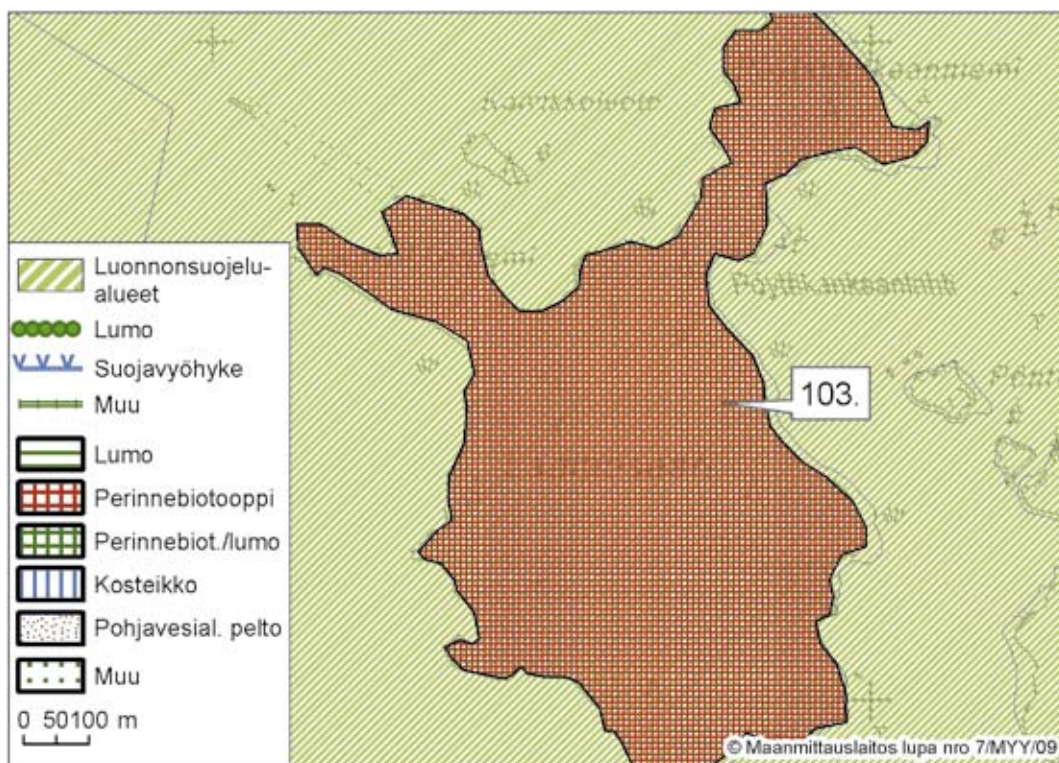 Pöytäkankaanlahti
103.
Luonnonsuojelu-
alueet
Lumo
Suojavyöhyke
Muu
Lumo
Perinnebiotooppi
Perinnebiot./lumo
Kosteikko
Pohjavesial. pelto
Muu
0 50100 m
© Maanmittauslaitos lupa nro 7/MYY/09